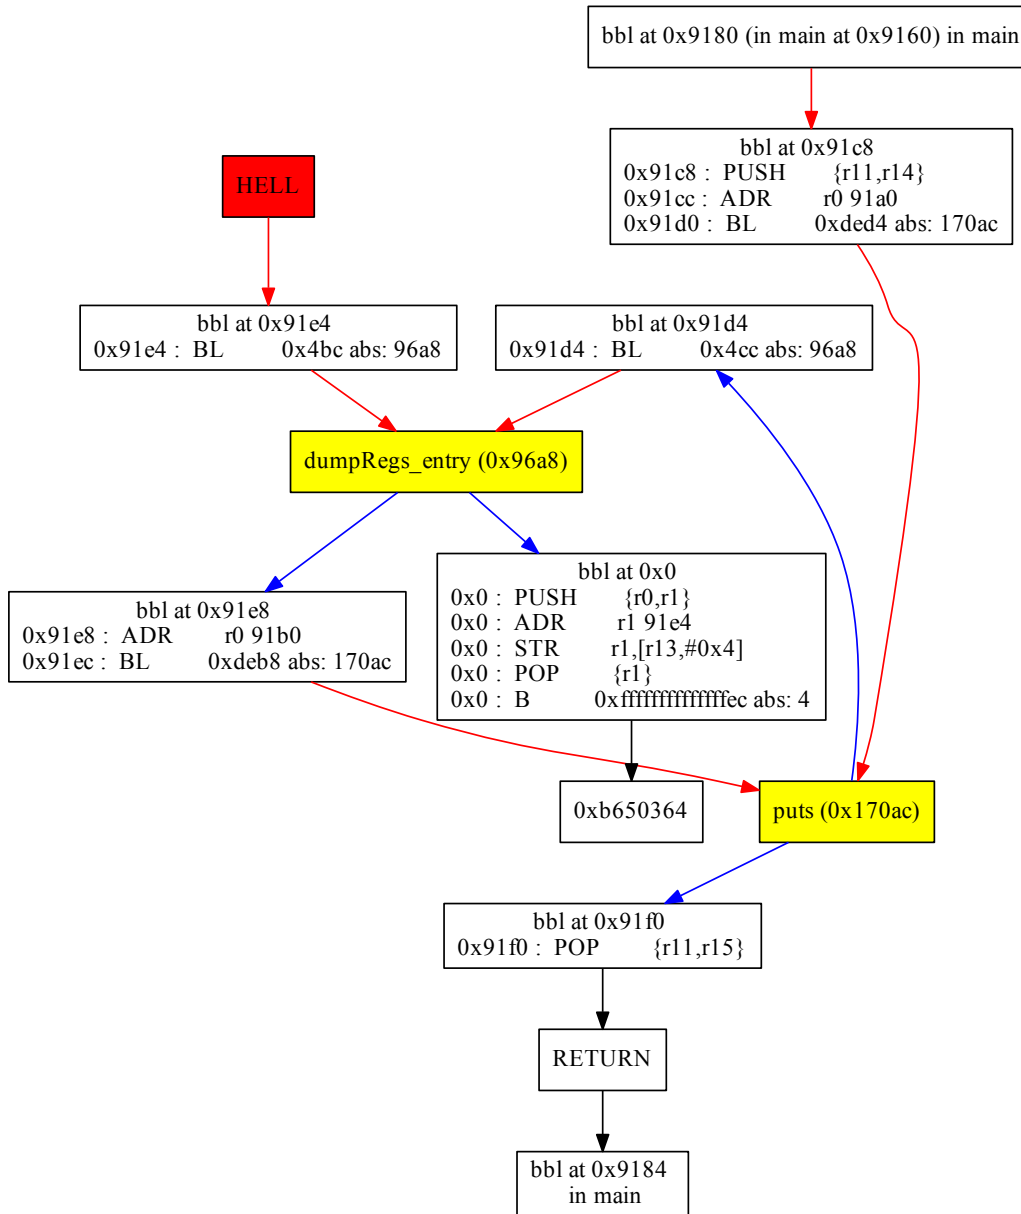 bbl at 0x9180 (in main at 0x9160) in main
bbl at 0x91c8
0x91c8 : PUSH {r11,r14}
0x91cc : ADR r0 91a0
0x91d0 : BL 0xded4 abs: 170ac
HELL
bbl at 0x91e4
0x91e4 : BL 0x4bc abs: 96a8
bbl at 0x91d4
0x91d4 : BL 0x4cc abs: 96a8
dumpRegs_entry (0x96a8)
bbl at 0x91e8
0x91e8 : ADR r0 91b0
0x91ec : BL 0xdeb8 abs: 170ac
bbl at 0x0
0x0 : PUSH {r0,r1}
0x0 : ADR r1 91e4
0x0 : STR r1,[r13,#0x4]
0x0 : POP {r1}
0x0 : B 0xffffffffffffffec abs: 4
0xb650364
puts (0x170ac)
bbl at 0x91f0
0x91f0 : POP {r11,r15}
RETURN
bbl at 0x9184
in main